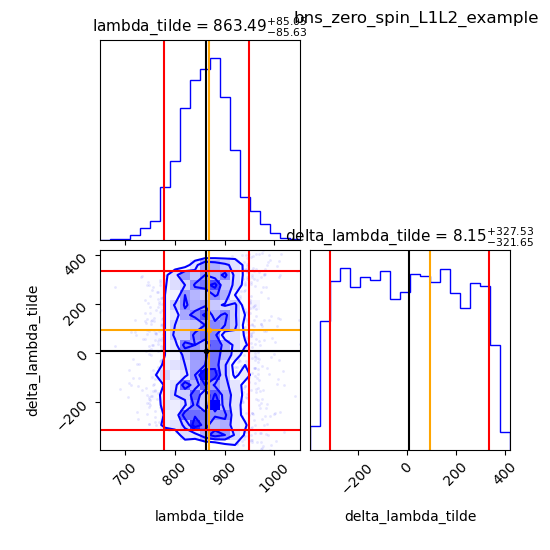 bns_zero_spin_L1L2_example
lambda_tilde = 863.49 +85.05 −85.63
delta_lambda_tilde = 8.15 +327.53 −321.65
400
200
0
−200
delta_lambda_tilde
700
800
900
1000
lambda_tilde
−200
0
200
400
delta_lambda_tilde